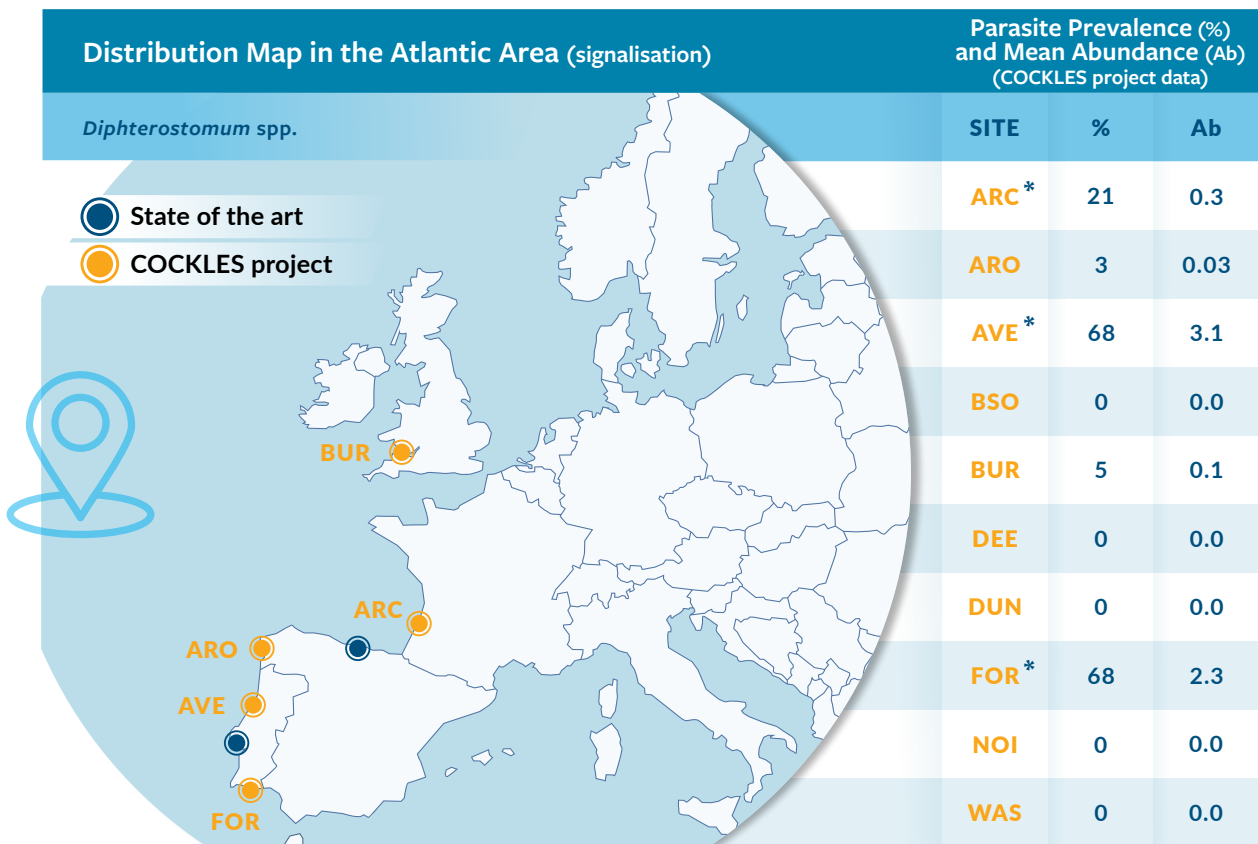 Distribution Map in the Atlantic Area (signalisation)
Parasite Prevalence (%)
and Mean Abundance (Ab)
(COCKLES project data)
Diphterostomum spp.
SITE % Ab
State of the art
COCKLES project
BUR
ARC
ARO
AVE
FOR
ARC* 21 0.3
ARO 3 0.03
AVE* 68 3.1
BSO 0 0.0
BUR 5 0.1
DEE 0 0.0
DUN 0 0.0
FOR* 68 2.3
NOI 0 0.0
WAS 0 0.0